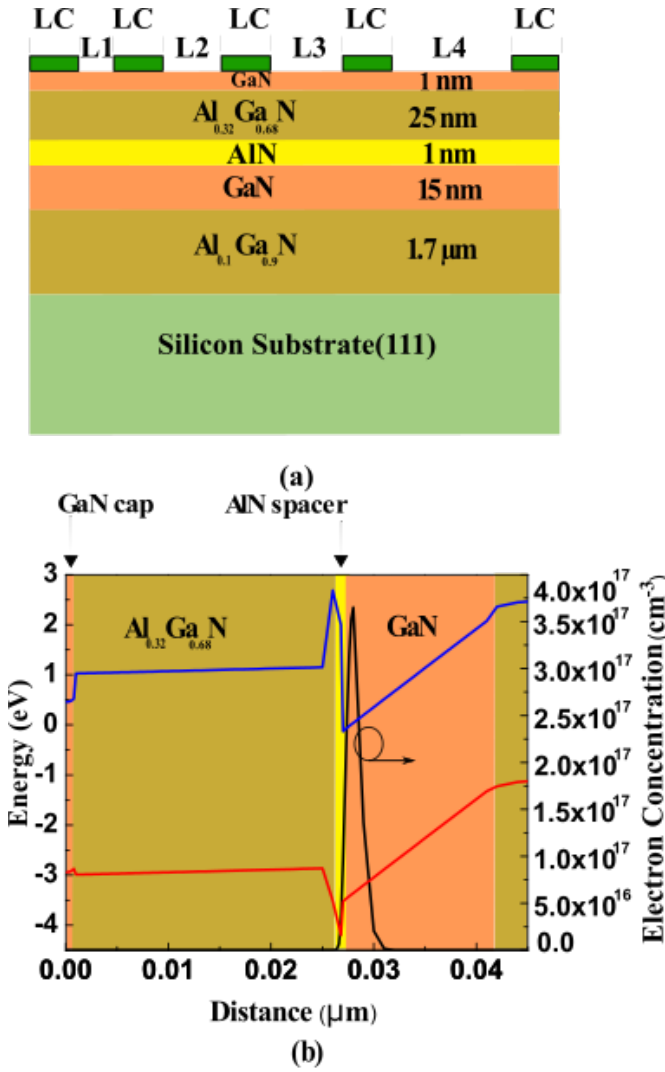 LC LC LC LC LC
L1 L2 L3 L4
GaN 1 nm
Al0.32Ga0.68N 25 nm
AlN 1 nm
GaN 15 nm
Al0.1Ga0.9N 1.7 μm
Silicon Substrate(111)
(a)
GaN cap AlN spacer
Al0.32Ga0.68N GaN
Energy (eV)
3
2
1
0
-1
-2
-3
-4
4.0x10^17
3.5x10^17
3.0x10^17
2.5x10^17
2.0x10^17
1.5x10^17
1.0x10^17
5.0x10^16
0.0
Electron Concentration (cm-3)
0.00 0.01 0.02 0.03 0.04
Distance (μm)
(b)